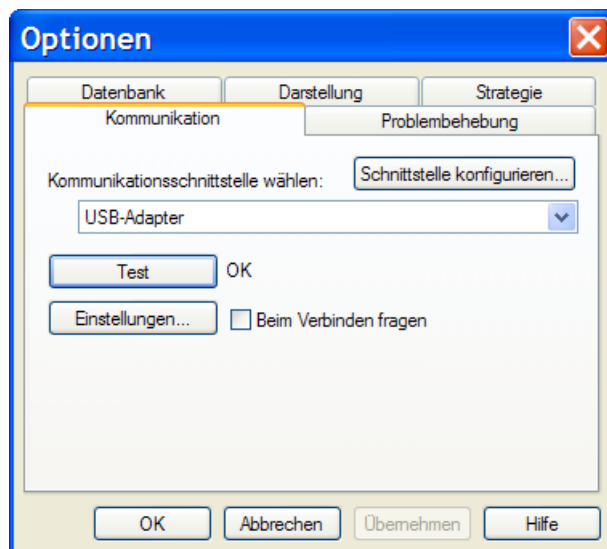 Optionen
Datenbank Darstellung Strategie
Kommunikation Problembehebung
Kommunikationsschnittstelle wählen: Schnittstelle konfigurieren...
USB-Adapter
Test OK
Einstellungen... Beim Verbinden fragen
OK Abbrechen Übernehmen Hilfe